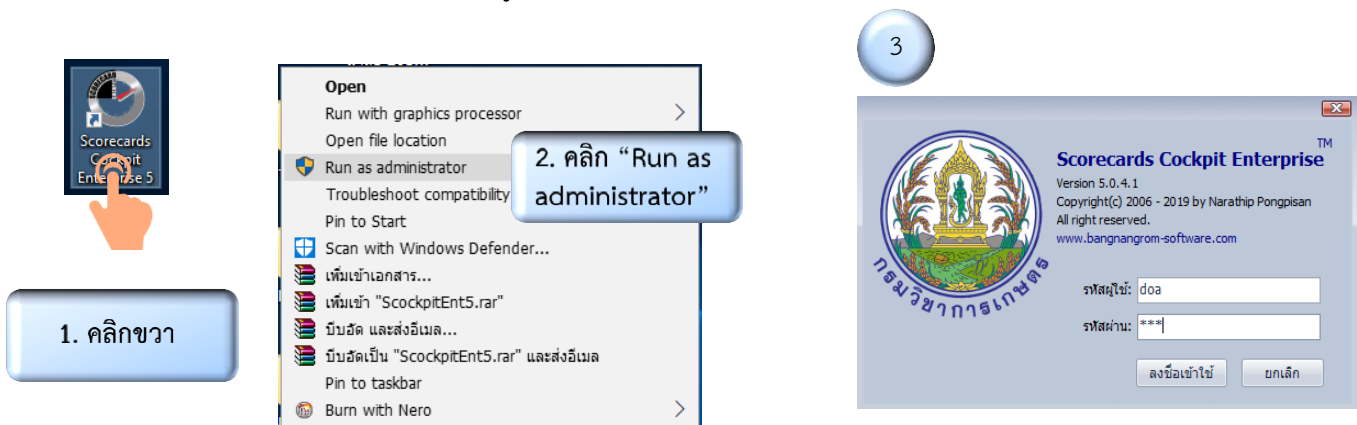 3
Scorecards
Cockpit
Enterprise 5
1. คลิกขวา
Open
Run with graphics processor
Open file location
Run as administrator
Troubleshoot compatibility
Pin to Start
Scan with Windows Defender...
เพิ่มเข้าเอกสาร...
เพิ่มเข้า "ScockpitEnt5.rar"
บีบอัด และส่งอีเมล...
บีบอัดเป็น "ScockpitEnt5.rar" และส่งอีเมล
Pin to taskbar
Burn with Nero
2. คลิก “Run as
administrator”
กรมวิชาการเกษตร
Scorecards Cockpit Enterprise TM
Version 5.0.4.1
Copyright(c) 2006 - 2019 by Narathip Pongpisan
All right reserved.
www.bangnangrom-software.com
รหัสผู้ใช้: doa
รหัสผ่าน: ***
ลงชื่อเข้าใช้ ยกเลิก